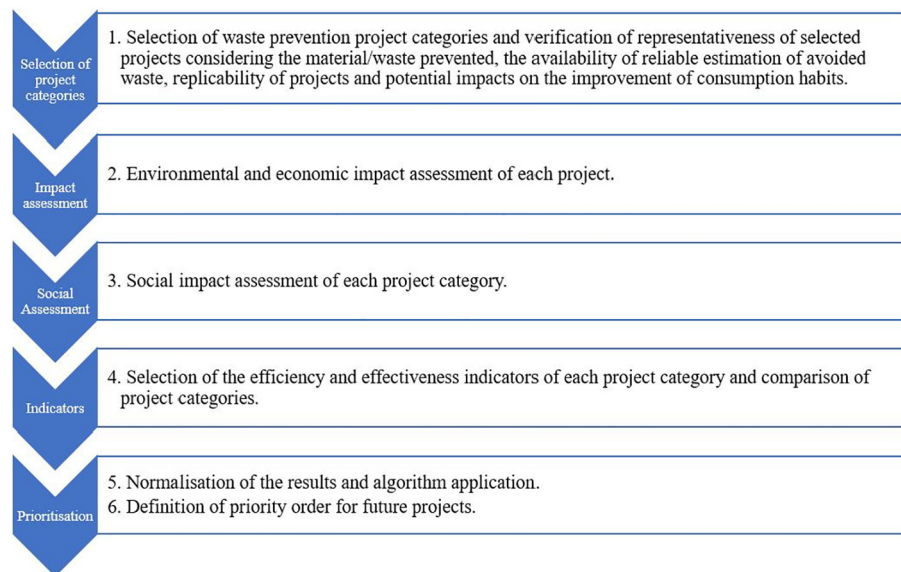 Selection of
project
categories
1. Selection of waste prevention project categories and verification of representativeness of selected
projects considering the material/waste prevented, the availability of reliable estimation of avoided
waste, replicability of projects and potential impacts on the improvement of consumption habits.
Impact
assessment
2. Environmental and economic impact assessment of each project.
Social
Assessment
3. Social impact assessment of each project category.
Indicators
4. Selection of the efficiency and effectiveness indicators of each project category and comparison of
project categories.
Prioritisation
5. Normalisation of the results and algorithm application.
6. Definition of priority order for future projects.